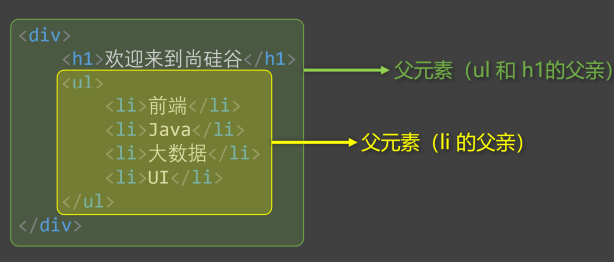 <div>
<h1>欢迎来到尚硅谷</h1>
父元素（ul 和 h1的父亲）
<ul>
<li>前端</li>
<li>Java</li>
<li>大数据</li>
父元素（li 的父亲）
<li>UI</li>
</ul>
</div>